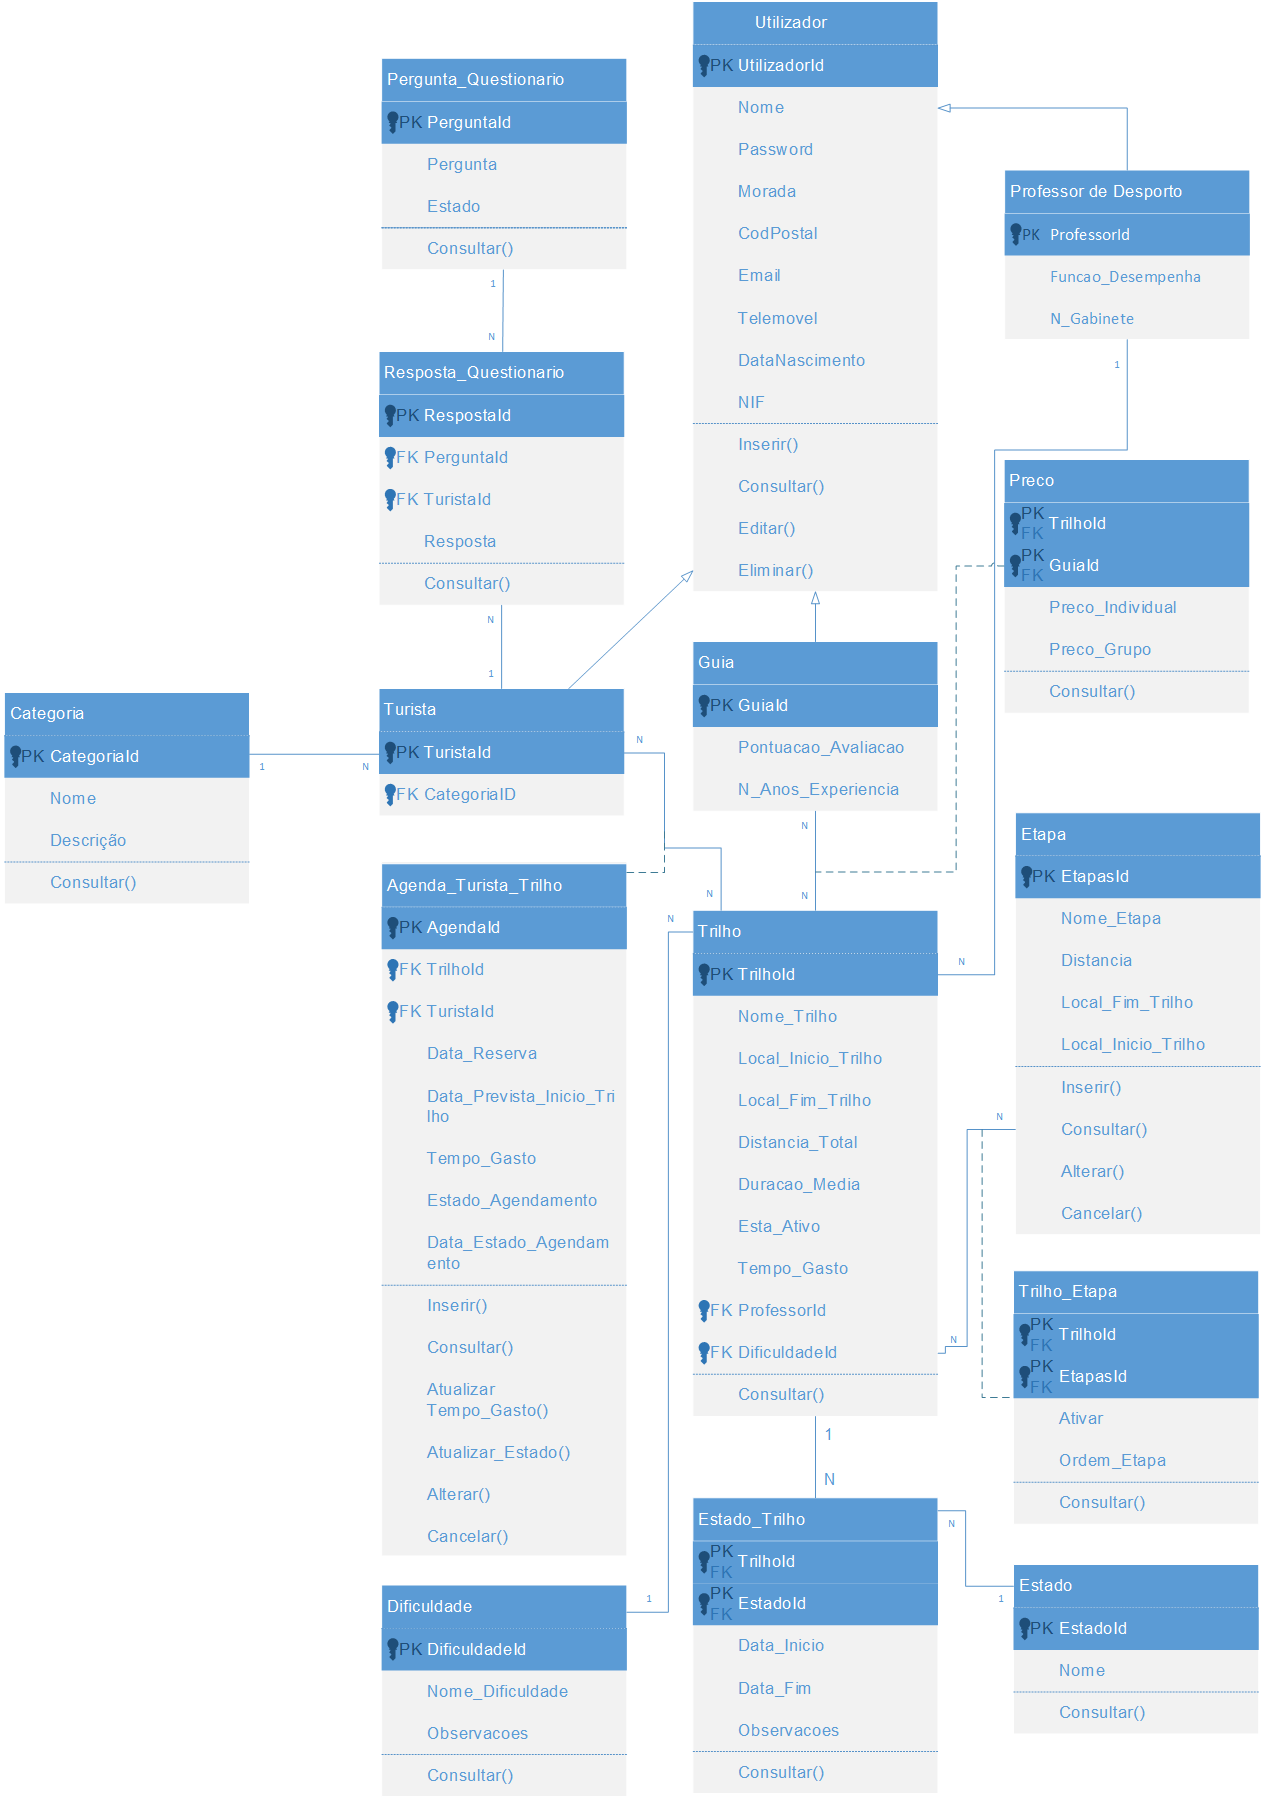 Utilizador
PK UtilizadorId
Nome
Password
Morada
CodPostal
Email
Telemovel
DataNascimento
NIF
Inserir()
Consultar()
Editar()
Eliminar()
Pergunta_Questionario
PK PerguntaId
Pergunta
Estado
Consultar()
1
N
Resposta_Questionario
PK RespostaId
FK PerguntaId
FK TuristaId
Resposta
Consultar()
N
1
Professor de Desporto
PK ProfessorId
Funcao_Desempenha
N_Gabinete
1
Preco
PK
FK TrilhoId
PK
FK GuiaId
Preco_Individual
Preco_Grupo
Consultar()
Guia
PK GuiaId
Pontuacao_Avaliacao
N_Anos_Experiencia
N
N
Categoria
PK CategoriaId
Nome
Descrição
Consultar()
1
N
Turista
PK TuristaId
FK CategoriaID
N
N
Agenda_Turista_Trilho
PK AgendaId
FK TrilhoId
FK TuristaId
Data_Reserva
Data_Prevista_Inicio_Tri
lho
Tempo_Gasto
Estado_Agendamento
Data_Estado_Agendam
ento
Inserir()
Consultar()
Atualizar
Tempo_Gasto()
Atualizar_Estado()
Alterar()
Cancelar()
N
Trilho
PK TrilhoId
Nome_Trilho
Local_Inicio_Trilho
Local_Fim_Trilho
Distancia_Total
Duracao_Media
Esta_Ativo
Tempo_Gasto
FK ProfessorId
FK DificuldadeId
Consultar()
N
Etapa
PK EtapasId
Nome_Etapa
Distancia
Local_Fim_Trilho
Local_Inicio_Trilho
Inserir()
Consultar()
Alterar()
Cancelar()
N
N
Trilho_Etapa
PK
FK TrilhoId
PK
FK EtapasId
Ativar
Ordem_Etapa
Consultar()
1
N
Estado_Trilho
PK
FK TrilhoId
PK
FK EstadoId
Data_Inicio
Data_Fim
Observacoes
Consultar()
N
1
Estado
PK EstadoId
Nome
Consultar()
Dificuldade
PK DificuldadeId
Nome_Dificuldade
Observacoes
Consultar()
1